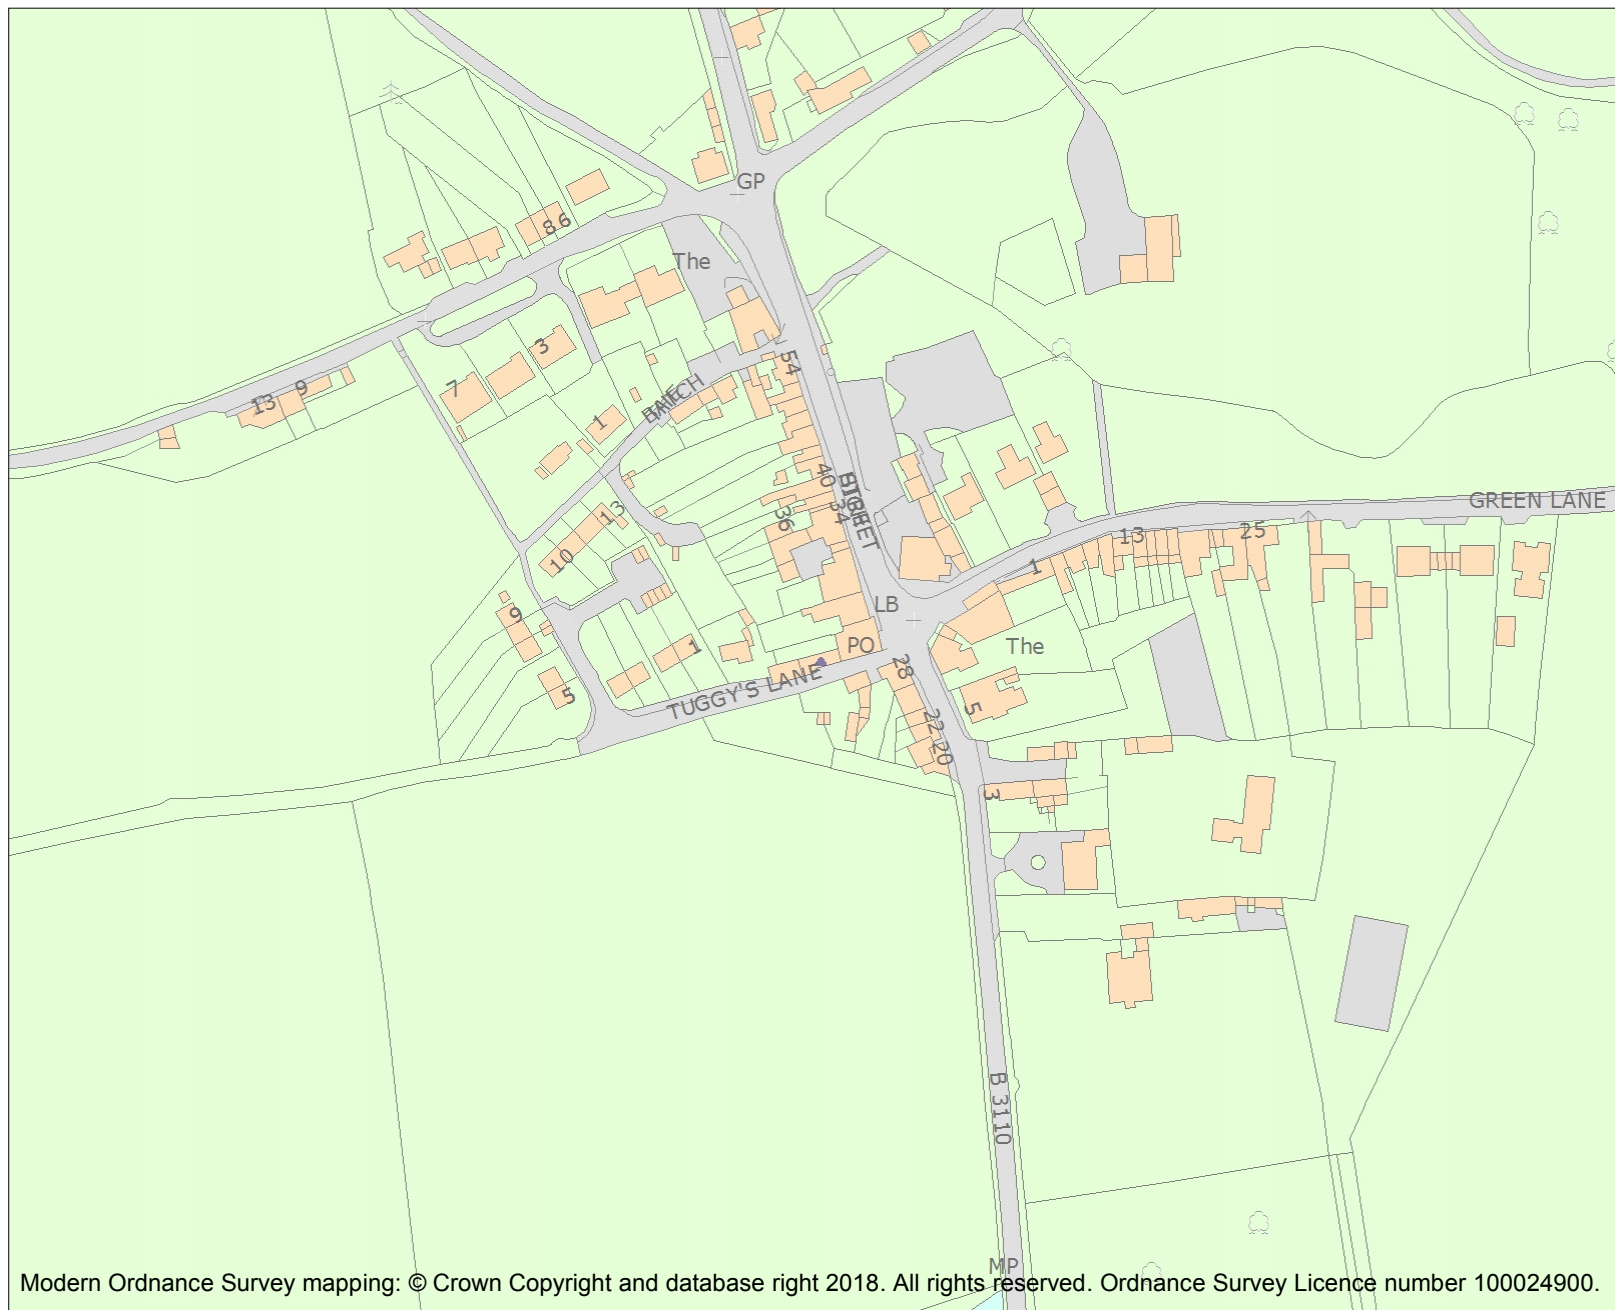 GP
8 6
The
3
54
7
9
13
1
40
GREEN LANE
34
STREET
36
13
25
13
10
1
LB
9
PO
The
1
28
5
TUGGY'S LANE
5
22
20
3
B 3110
MP
Modern Ordnance Survey mapping: © Crown Copyright and database right 2018. All rights reserved. Ordnance Survey Licence number 100024900.